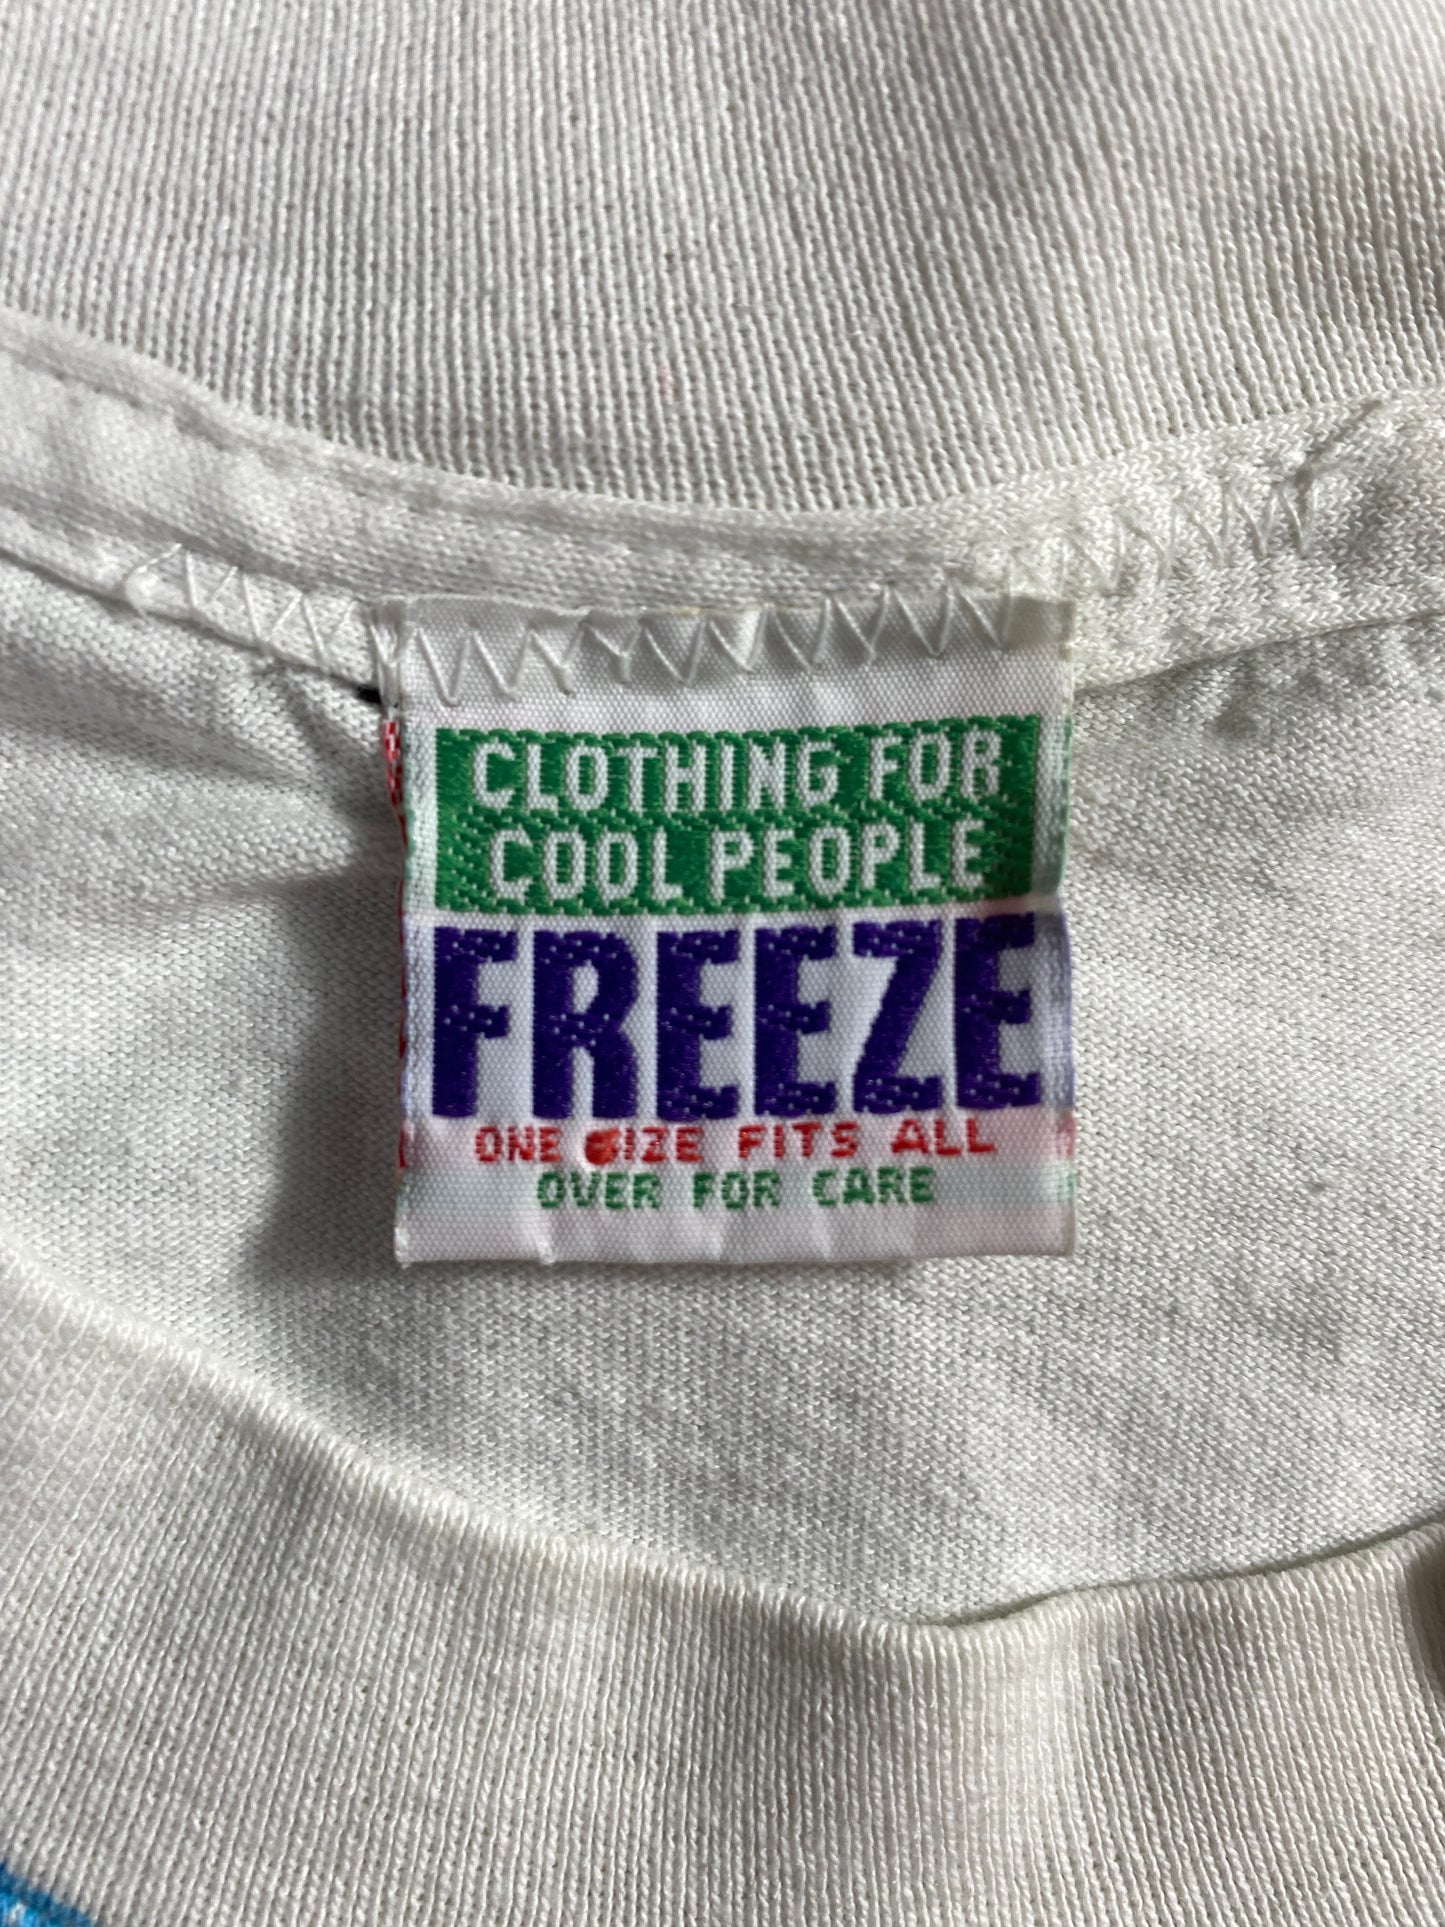 CLOTHING FOR
COOL PEOPLE
FREEZE
ONE SIZE FITS ALL
OVER FOR CARE